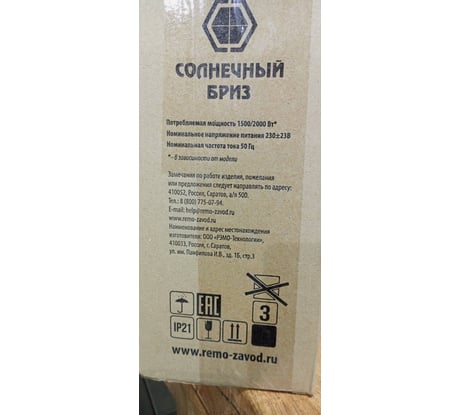 СОЛНЕЧНЫЙ
БРИЗ
Потребляемая мощность 1500/2000 Вт*
Номинальное напряжение питания 230±23В
Номинальная частота тока 50 Гц
* - В зависимости от модели
Замечания по работе изделия, пожелания
или предложения следует направлять по адресу:
410052, Россия, Саратов, а/я 500.
Тел.: 8 (800) 775-07-94.
E-mail: help@remo-zavod.ru
www.remo-zavod.ru
Наименование и адрес местонахождения
изготовителя: ООО «РЭМО-Технологии»,
410033, Россия, г. Саратов,
ул. им. Панфилова И.В., зд. 1Б, стр.3
EAC
3
IP21
www.remo-zavod.ru